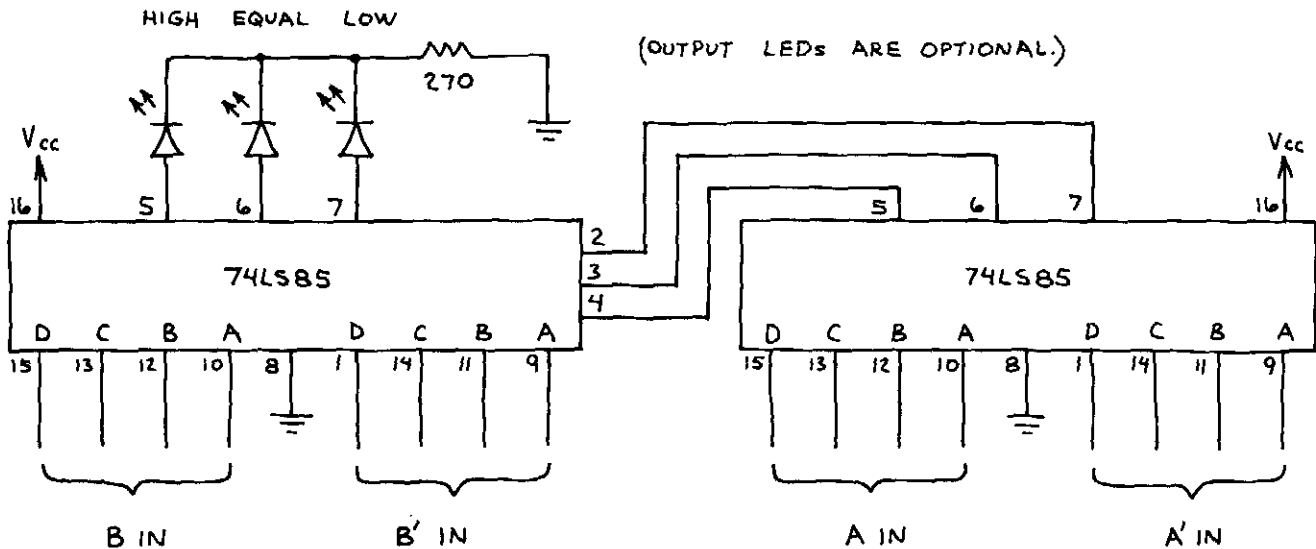 HIGH EQUAL LOW
(OUTPUT LEDs ARE OPTIONAL.)
270
Vcc Vcc
16 5 6 7 5 6 7 16
2
3
4
74LS85 74LS85
D C B A D C B A D C B A D C B A
15 13 12 10 8 1 14 11 9 15 13 12 10 8 1 14 11 9
B IN B' IN A IN A' IN